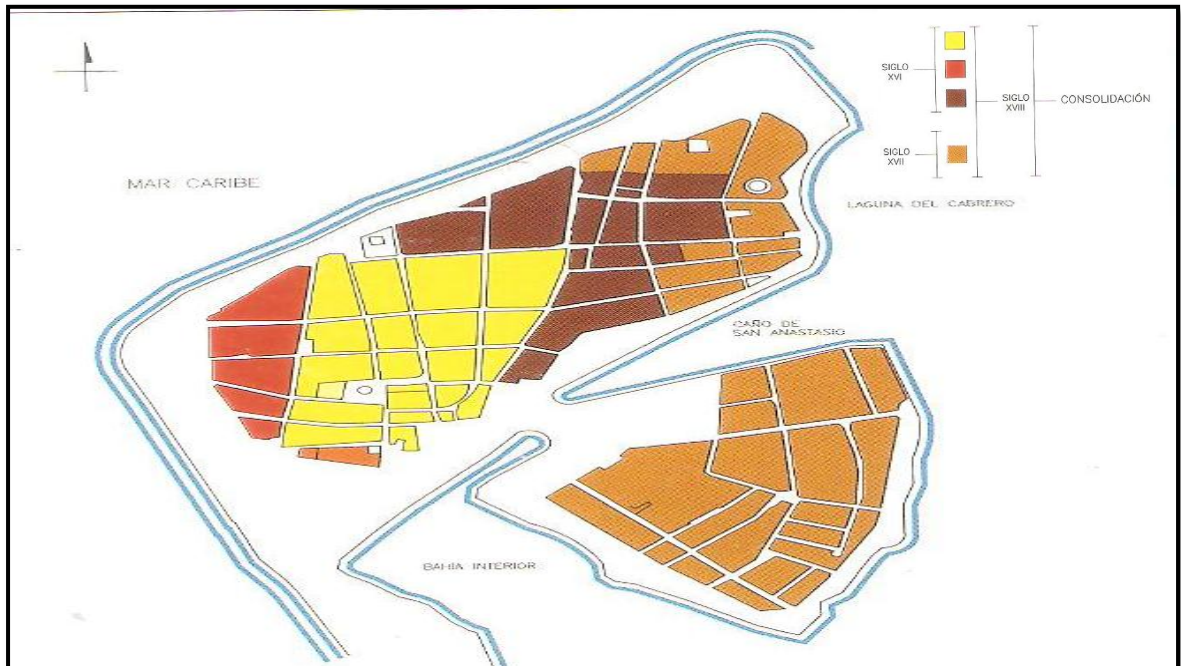 SIGLO
XVI
SIGLO
XVIII
CONSOLIDACIÓN
SIGLO
XVII
MAR CARIBE
LAGUNA DEL CABRERO
CAÑO DE
SAN ANASTASIO
BAHIA INTERIOR